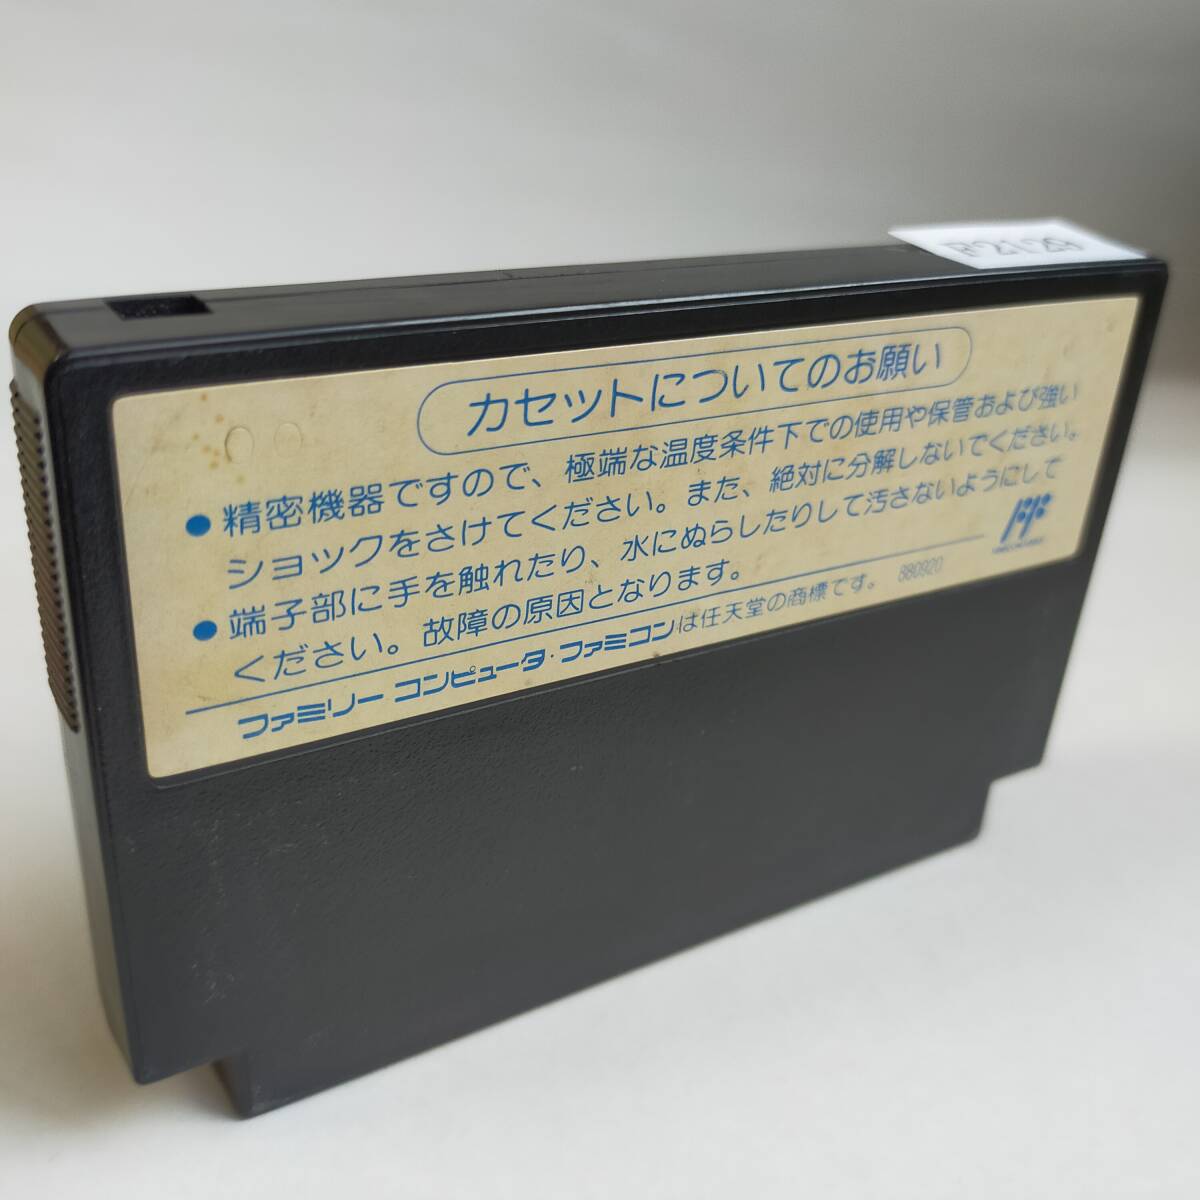 P2129
カセットについてのお願い
●精密機器ですので、極端な温度条件下での使用や保管および強い
ショックをさけてください。また、絶対に分解しないでください。
●端子部に手を触れたり、水にぬらしたりして汚さないようにして
ください。故障の原因となります。
ファミリー コンピュータ・ファミコンは任天堂の商標です。 880920